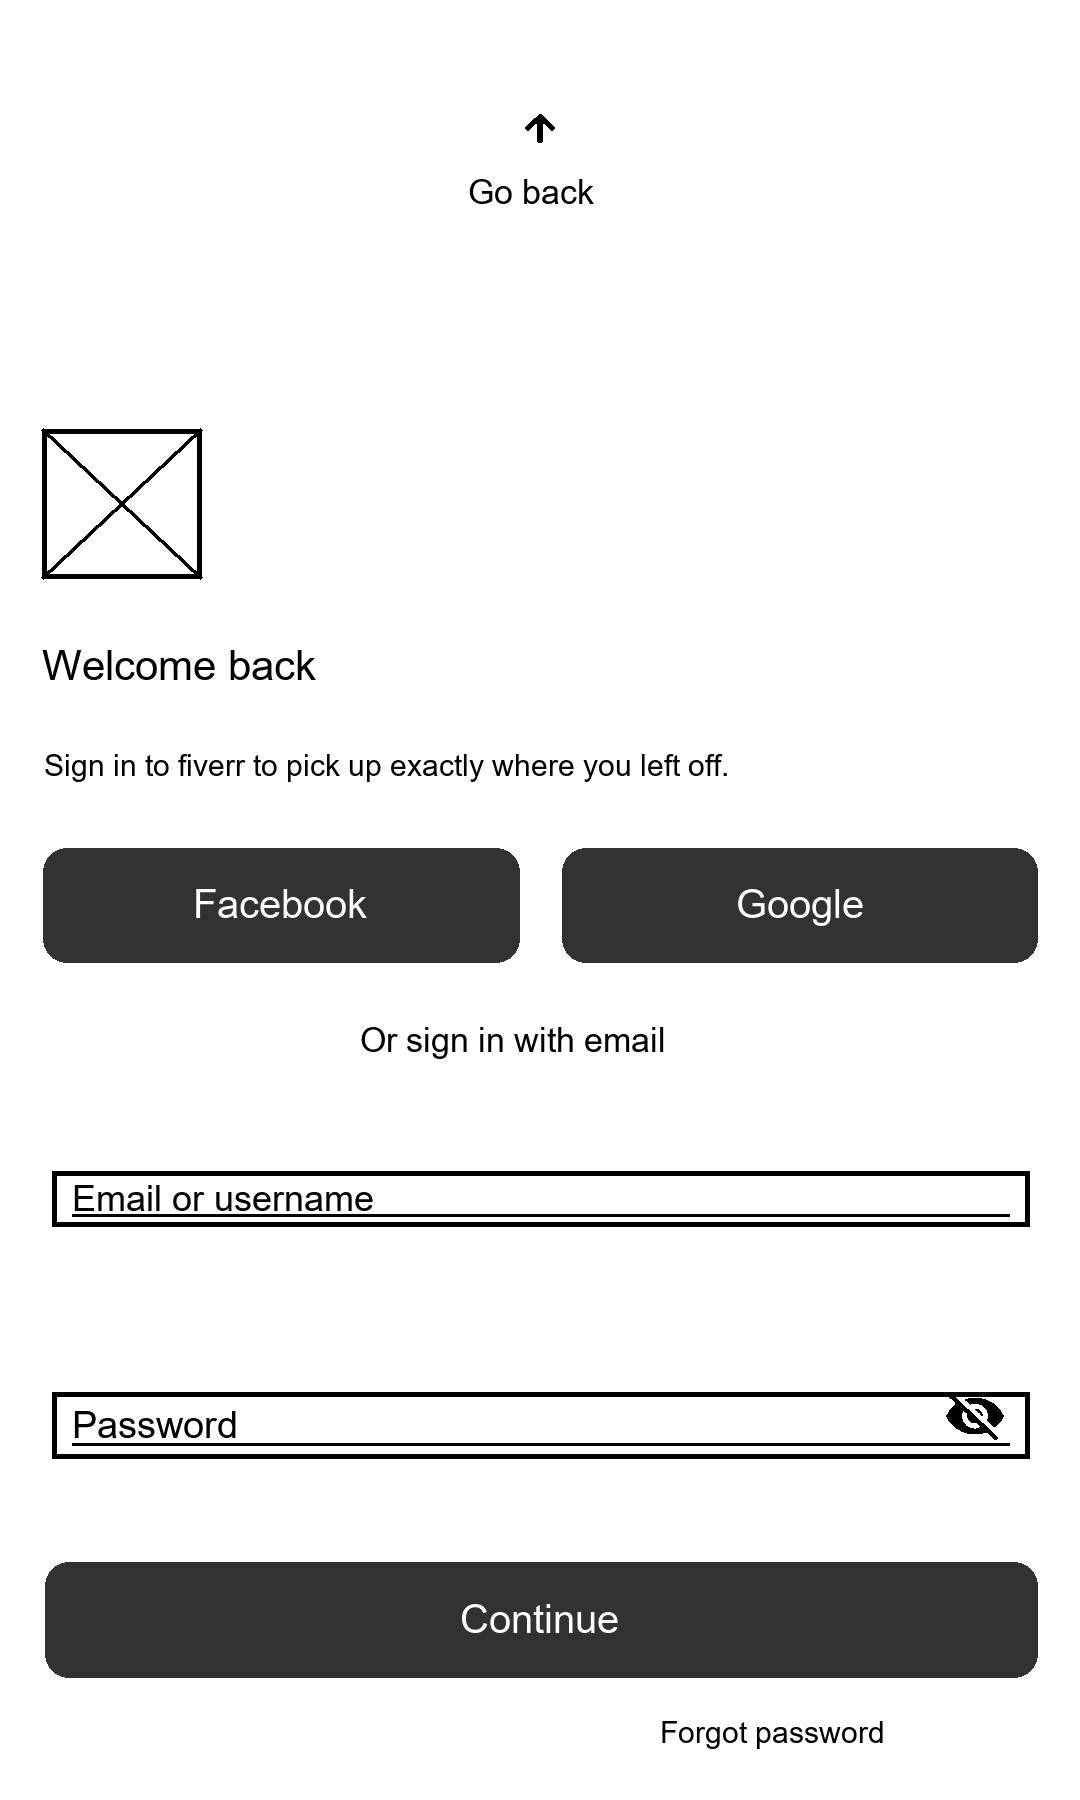 Go back
Welcome back
Sign in to fiverr to pick up exactly where you left off.
Facebook
Google
Or sign in with email
Email or username
Password
Continue
Forgot password